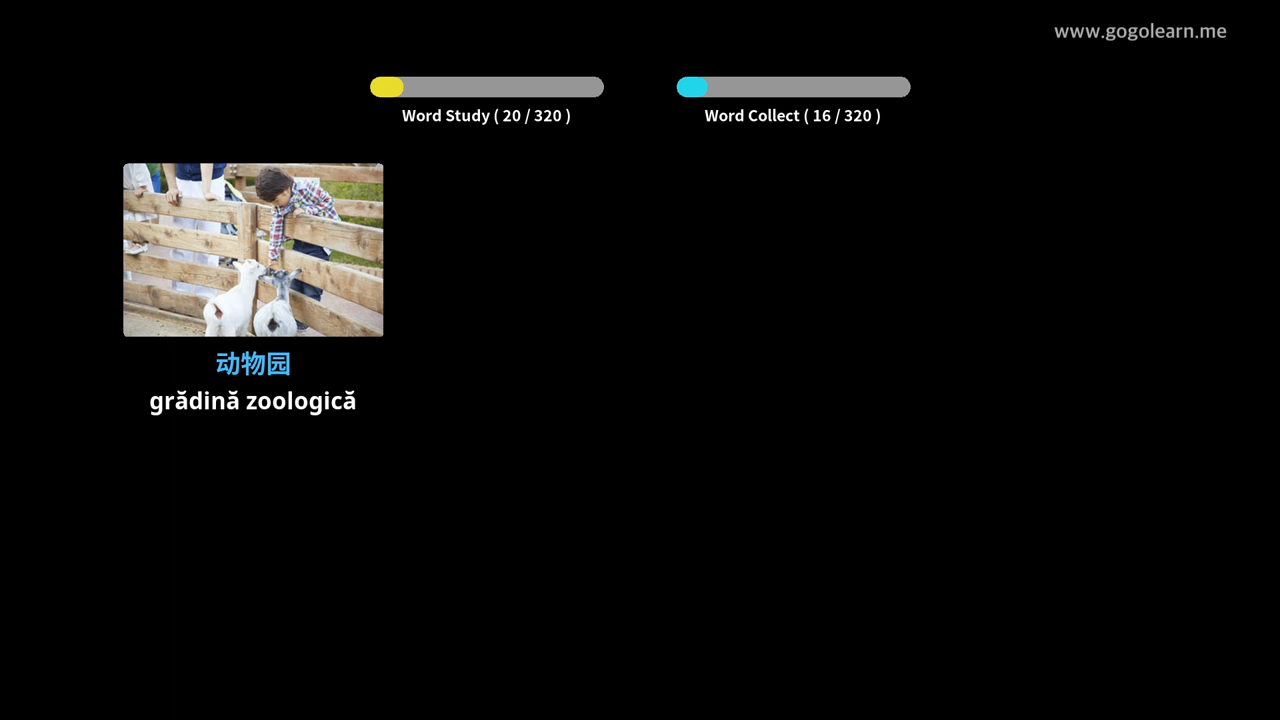 www.gogolearn.me
Word Study ( 20 / 320 )
Word Collect ( 16 / 320 )
动物园
grădină zoologică